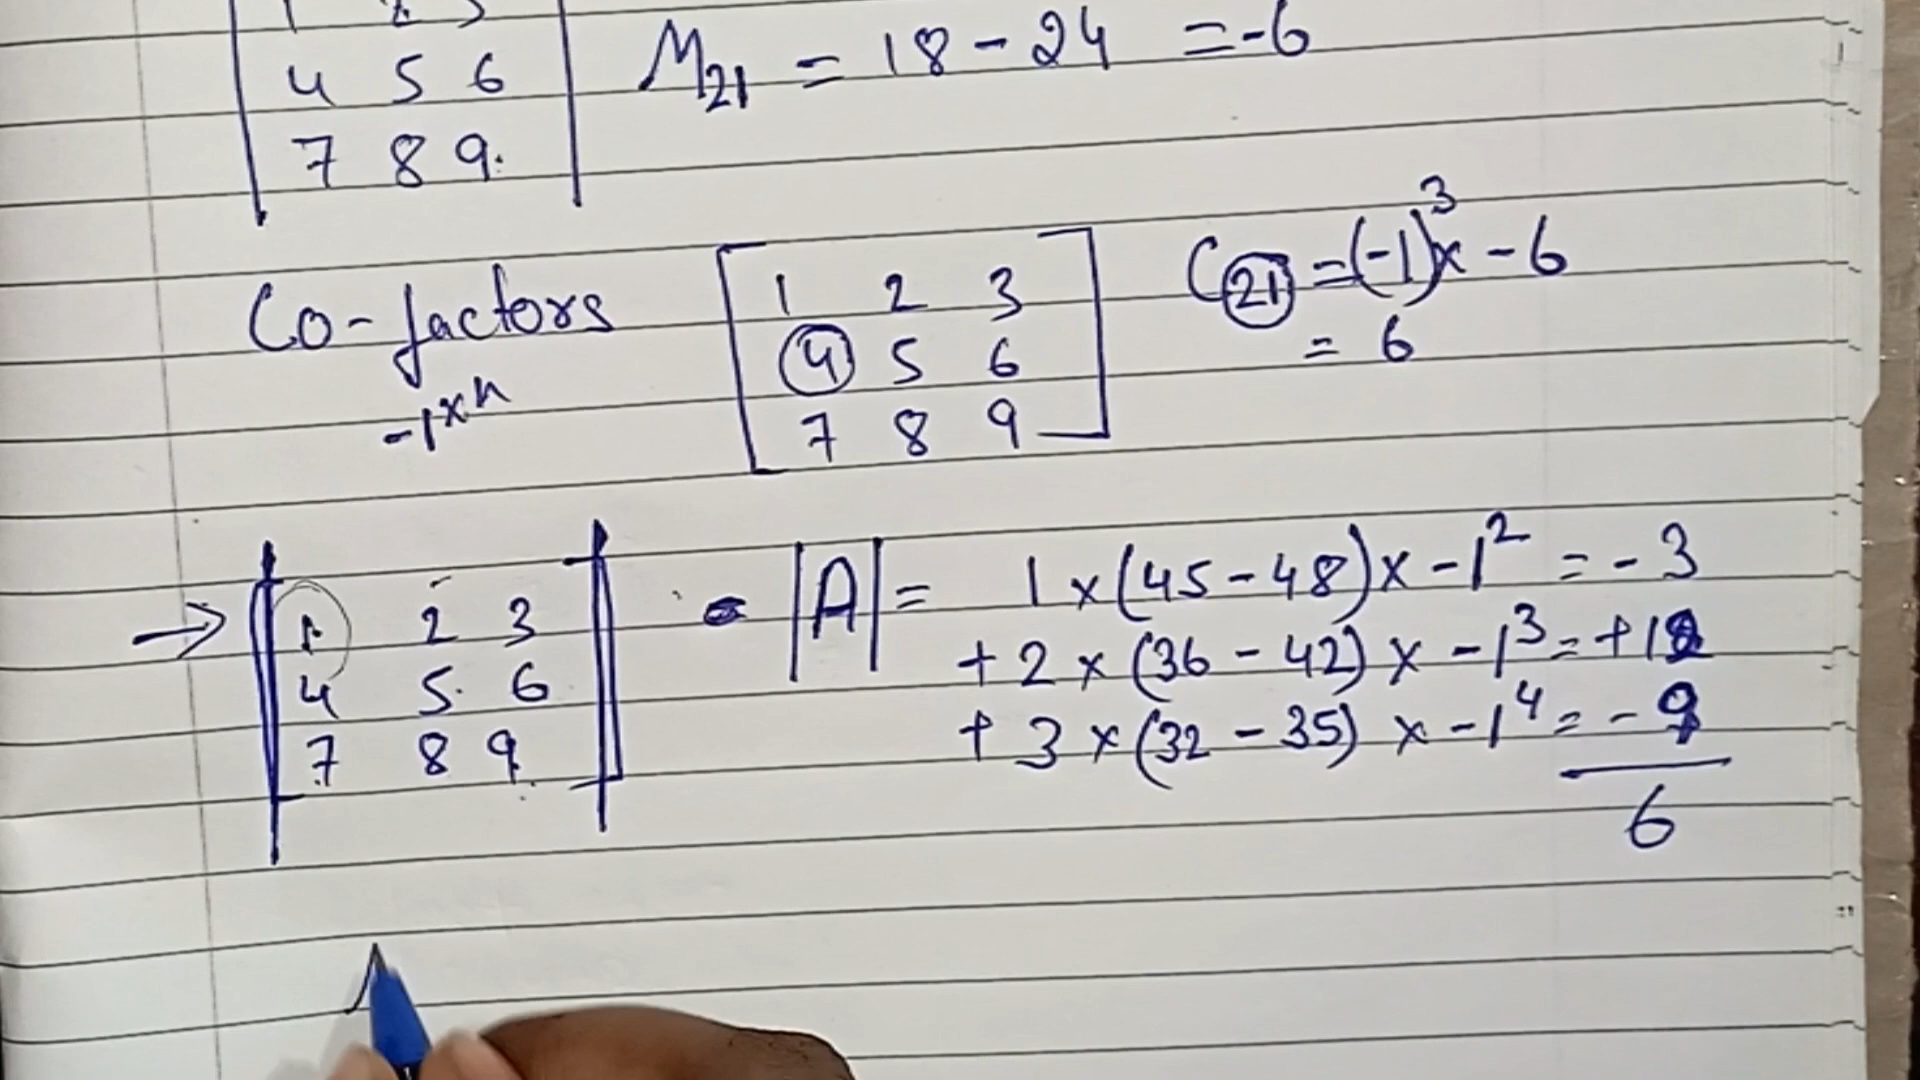 4 5 6 M21 = 18 - 24 = -6
7 8 9
Co-factors
-1^xn
1 2 3
4 5 6
7 8 9
C21 = (-1)^3 x - 6
= 6
→ 1 2 3
4 5 6
7 8 9
|A| = 1 x (45 - 48) x -1^2 = - 3
+ 2 x (36 - 42) x -1^3 = +12
+ 3 x (32 - 35) x -1^4 = - 9
6